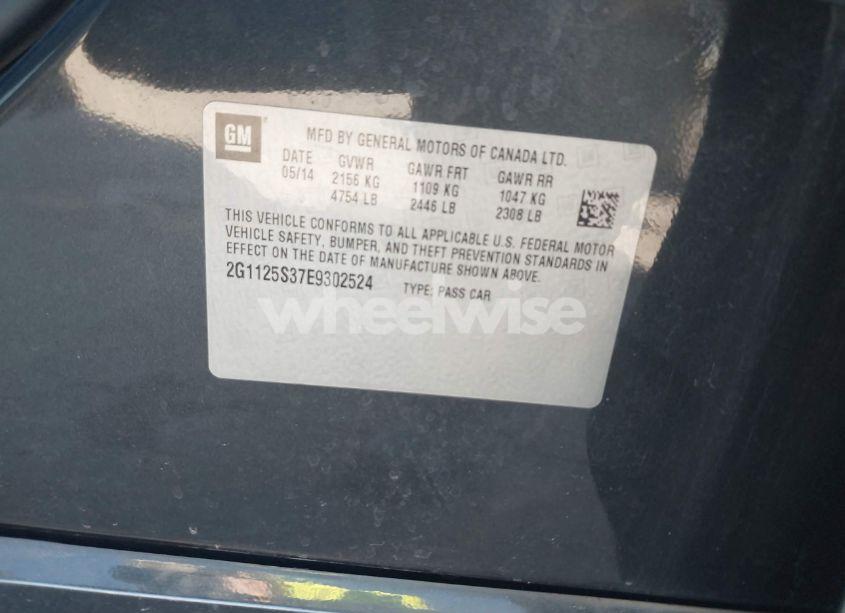 GM
MFD BY GENERAL MOTORS OF CANADA LTD.
DATE GVWR GAWR FRT GAWR RR
05/14 2156 KG 1109 KG 1047 KG
4754 LB 2446 LB 2308 LB
THIS VEHICLE CONFORMS TO ALL APPLICABLE U.S. FEDERAL MOTOR
VEHICLE SAFETY, BUMPER, AND THEFT PREVENTION STANDARDS IN
EFFECT ON THE DATE OF MANUFACTURE SHOWN ABOVE.
2G1125S37E9302524 TYPE: PASS CAR
wheelwise